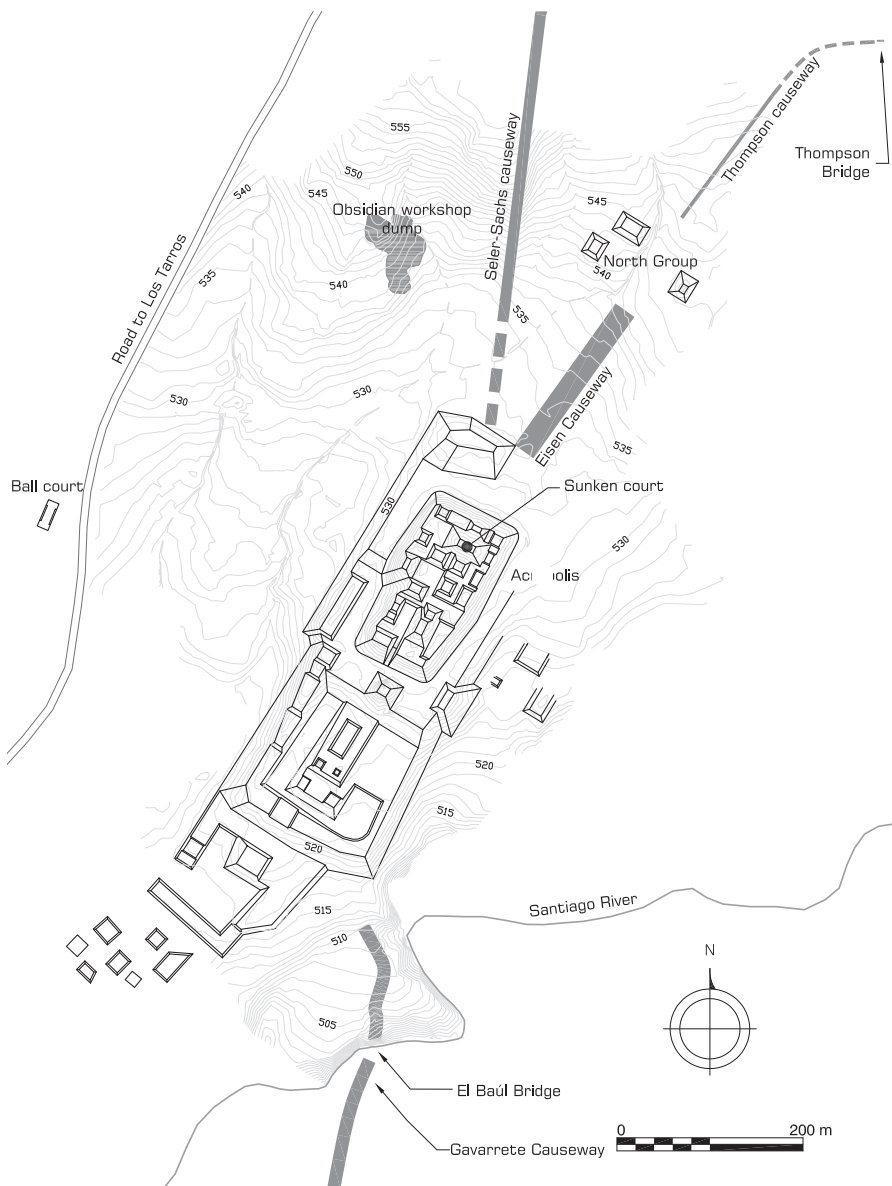 555
Thompson causeway
Seler-Sachs causeway
Thompson
Bridge
550
540
545
545
Obsidian workshop
dump
North Group
540
535
540
535
Road to Los Tarros
530
530
Eisen Causeway
535
Ball court
Sunken court
530
530
Ac polis
520
515
520
Santiago River
515
510
N
505
El Baúl Bridge
0
200 m
Gavarrete Causeway